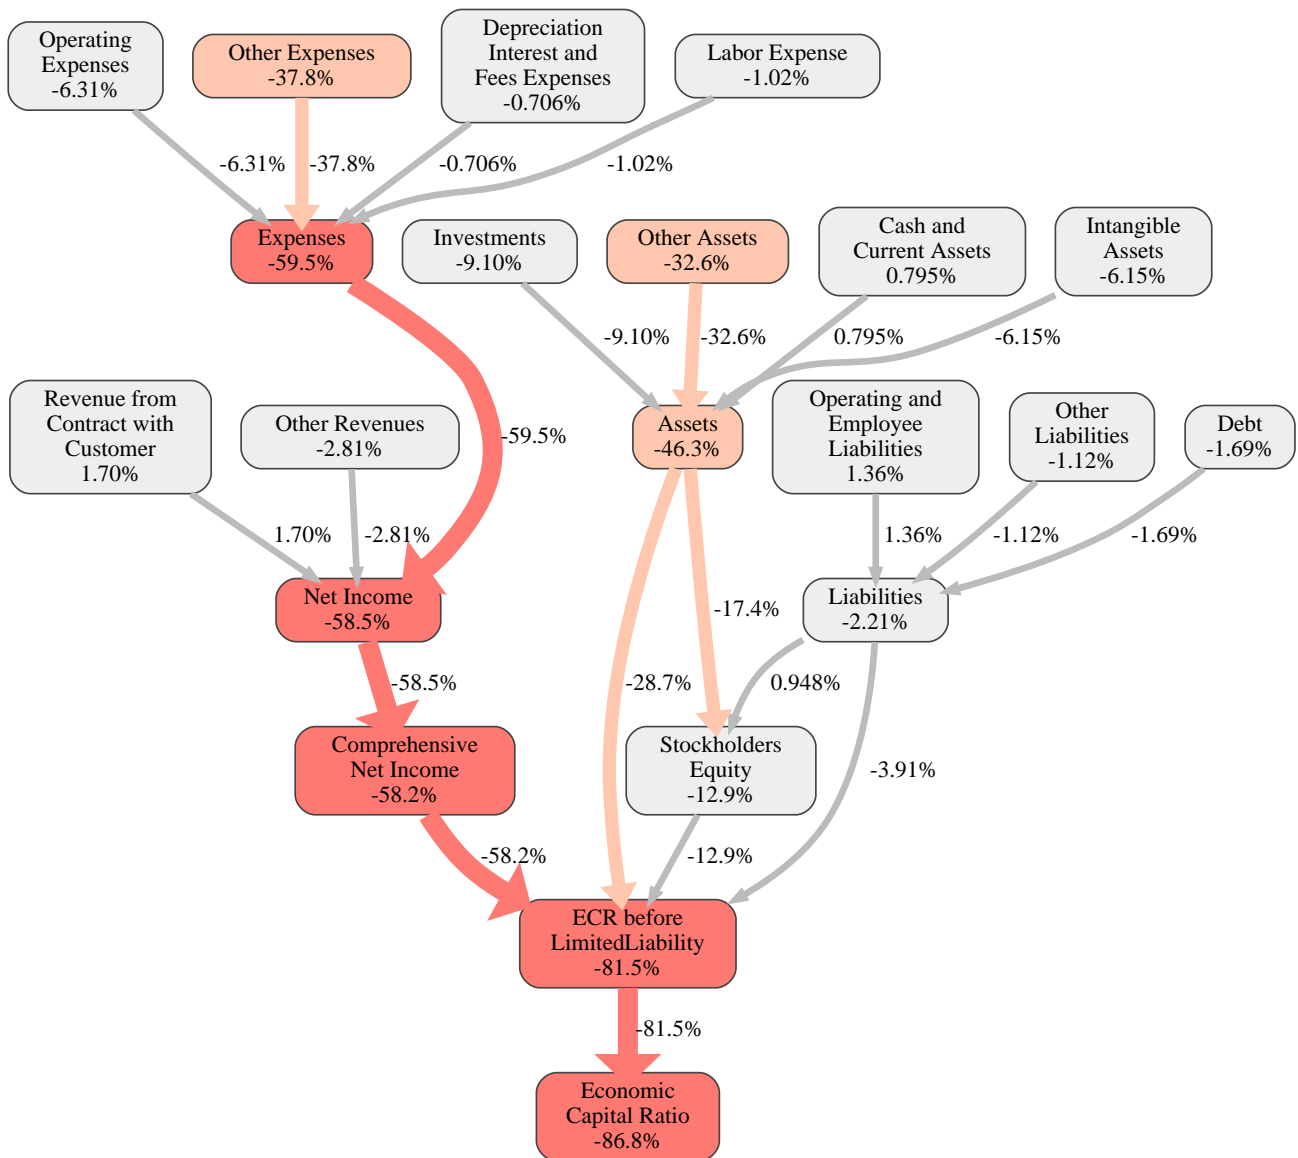 Operating
Expenses
-6.31%
Other Expenses
-37.8%
Depreciation
Interest and
Fees Expenses
-0.706%
Labor Expense
-1.02%
-6.31%
-37.8%
-0.706%
-1.02%
Expenses
-59.5%
Investments
-9.10%
Other Assets
-32.6%
Cash and
Current Assets
0.795%
Intangible
Assets
-6.15%
-9.10%
-32.6%
0.795%
-6.15%
Revenue from
Contract with
Customer
1.70%
Other Revenues
-2.81%
-59.5%
Assets
-46.3%
Operating and
Employee
Liabilities
1.36%
Other
Liabilities
-1.12%
Debt
-1.69%
1.70%
-2.81%
1.36%
-1.12%
-1.69%
Net Income
-58.5%
-17.4%
Liabilities
-2.21%
-58.5%
-28.7%
0.948%
Comprehensive
Net Income
-58.2%
Stockholders
Equity
-12.9%
-3.91%
-58.2%
-12.9%
ECR before
LimitedLiability
-81.5%
-81.5%
Economic
Capital Ratio
-86.8%